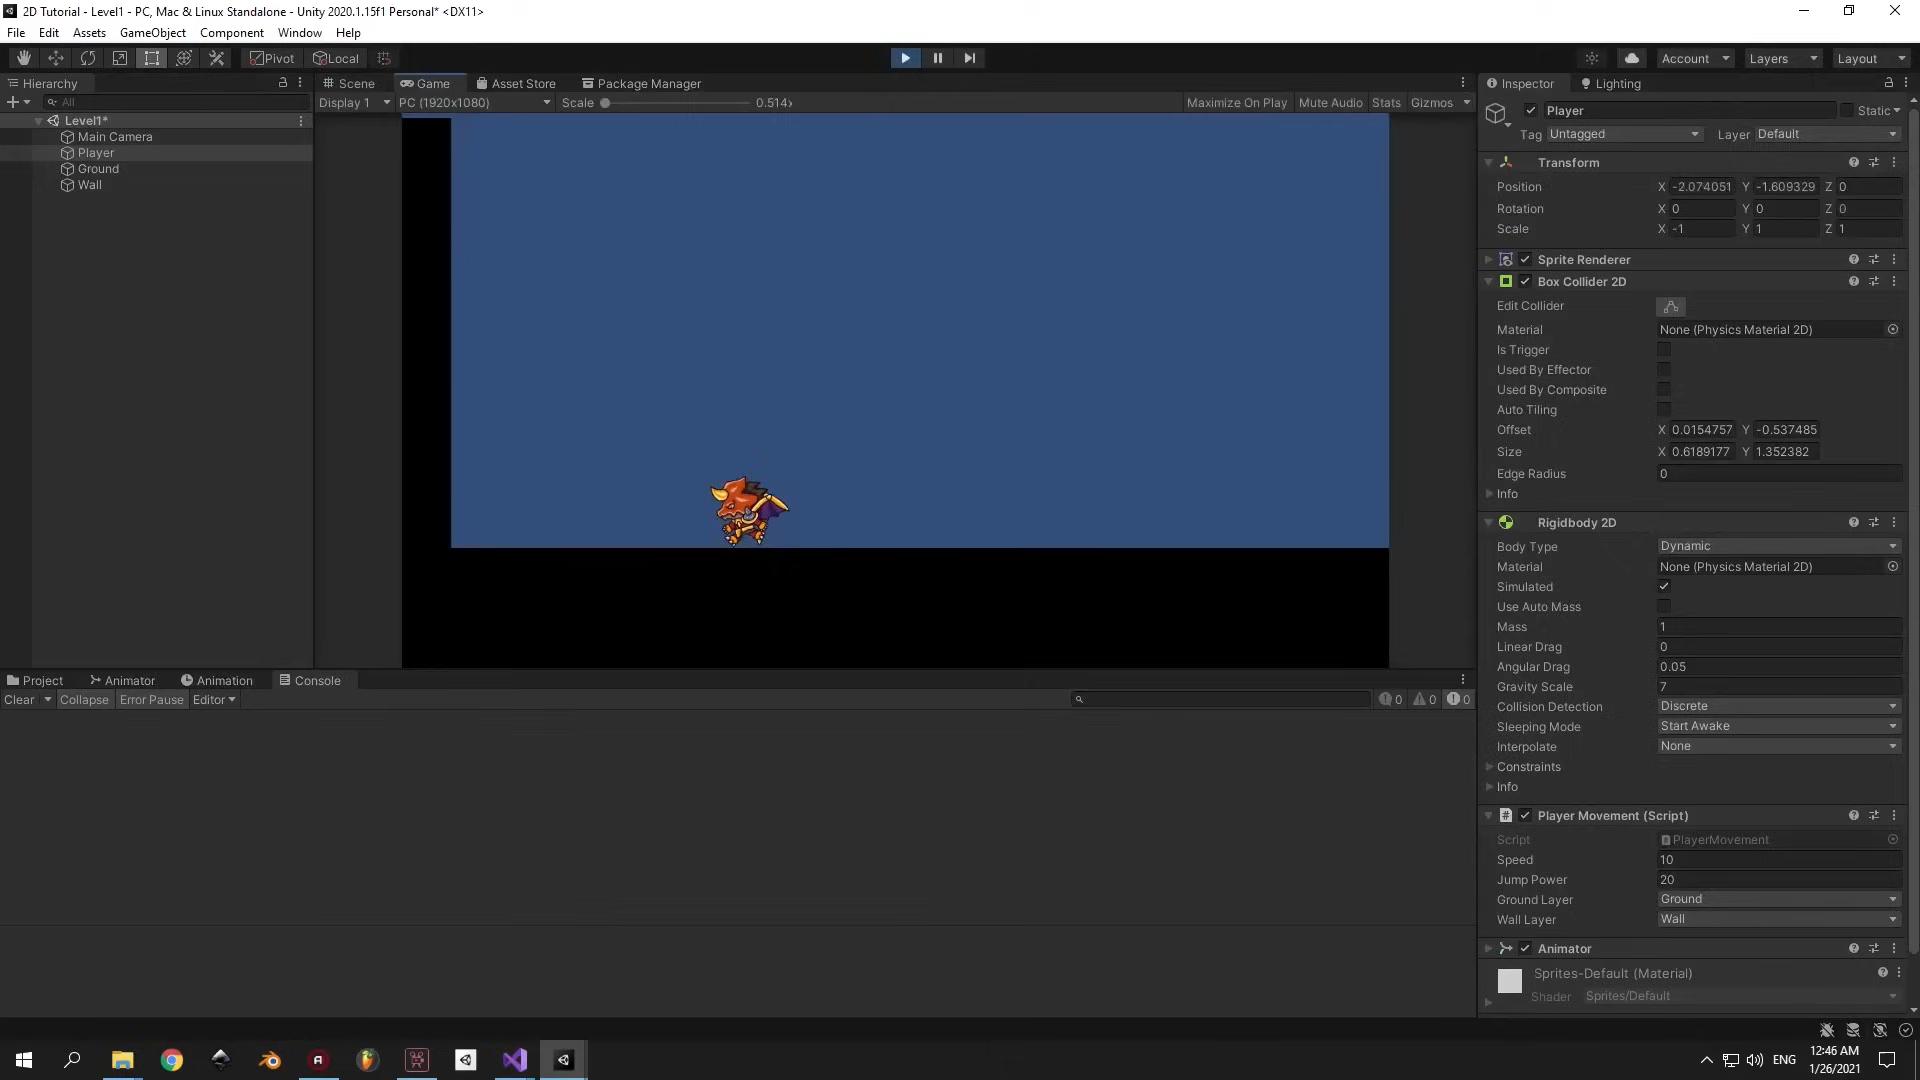 2D Tutorial - Level1 - PC, Mac & Linux Standalone - Unity 2020.1.15f1 Personal* <DX11>
File Edit Assets GameObject Component Window Help
Pivot Local Account Layers Layout
Hierarchy Scene Game Asset Store Package Manager Inspector Lighting
All Display 1 PC (1920x1080) Scale 0.514x Maximize On Play Mute Audio Stats Gizmos
Level1*
Main Camera
Player
Ground
Wall
Player Static
Tag Untagged Layer Default
Transform
Position X -2.074051 Y -1.609329 Z 0
Rotation X 0 Y 0 Z 0
Scale X -1 Y 1 Z 1
Sprite Renderer
Box Collider 2D
Edit Collider
Material None (Physics Material 2D)
Is Trigger
Used By Effector
Used By Composite
Auto Tiling
Offset X 0.0154757 Y -0.537485
Size X 0.6189177 Y 1.352382
Edge Radius 0
Info
Rigidbody 2D
Body Type Dynamic
Material None (Physics Material 2D)
Simulated
Use Auto Mass
Mass 1
Linear Drag 0
Angular Drag 0.05
Gravity Scale 7
Collision Detection Discrete
Sleeping Mode Start Awake
Interpolate None
Constraints
Info
Player Movement (Script)
Script PlayerMovement
Speed 10
Jump Power 20
Ground Layer Ground
Wall Layer Wall
Animator
Sprites-Default (Material)
Shader Sprites/Default
Project Animator Animation Console
Clear Collapse Error Pause Editor 0 0 0
ENG 12:46 AM
1/26/2021